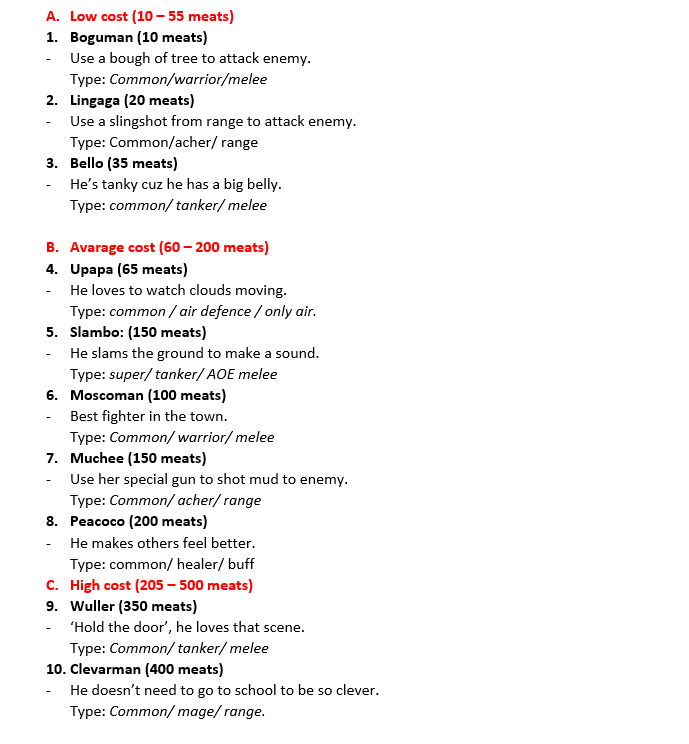 A. Low cost (10 – 55 meats)
1. Boguman (10 meats)
- Use a bough of tree to attack enemy.
Type: Common/warrior/melee
2. Lingaga (20 meats)
- Use a slingshot from range to attack enemy.
Type: Common/acher/ range
3. Bello (35 meats)
- He’s tanky cuz he has a big belly.
Type: common/ tanker/ melee
B. Avarage cost (60 – 200 meats)
4. Upapa (65 meats)
- He loves to watch clouds moving.
Type: common / air defence / only air.
5. Slambo: (150 meats)
- He slams the ground to make a sound.
Type: super/ tanker/ AOE melee
6. Moscoman (100 meats)
- Best fighter in the town.
Type: Common/ warrior/ melee
7. Muchee (150 meats)
- Use her special gun to shot mud to enemy.
Type: Common/ acher/ range
8. Peacoco (200 meats)
- He makes others feel better.
Type: common/ healer/ buff
C. High cost (205 – 500 meats)
9. Wuller (350 meats)
- ‘Hold the door’, he loves that scene.
Type: Common/ tanker/ melee
10. Clevarman (400 meats)
- He doesn’t need to go to school to be so clever.
Type: Common/ mage/ range.